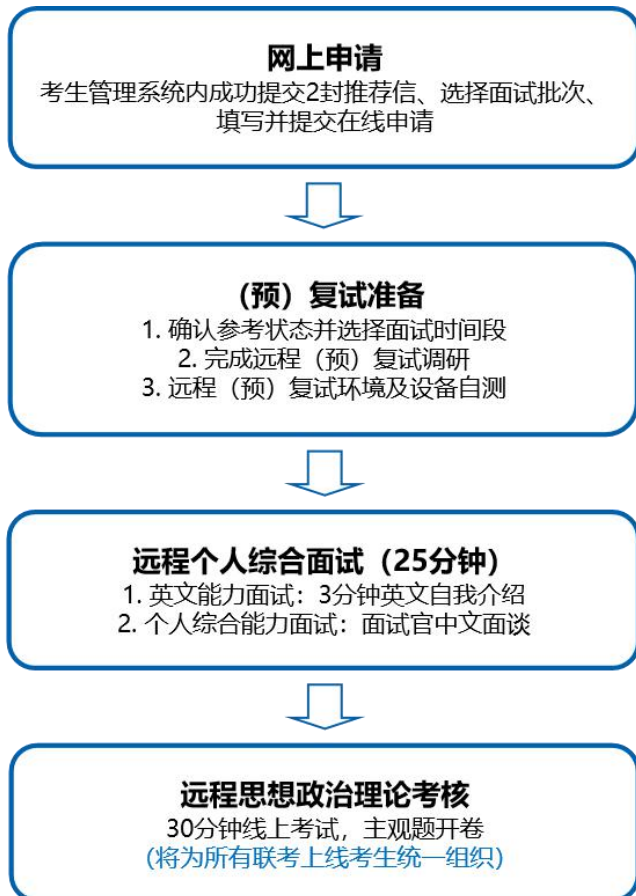 网上申请
考生管理系统内成功提交2封推荐信、选择面试批次、
填写并提交在线申请
（预）复试准备
1. 确认参考状态并选择面试时间段
2. 完成远程（预）复试调研
3. 远程（预）复试环境及设备自测
远程个人综合面试（25分钟）
1. 英文能力面试：3分钟英文自我介绍
2. 个人综合能力面试：面试官中文面谈
远程思想政治理论考核
30分钟线上考试，主观题开卷
(将为所有联考上线考生统一组织)